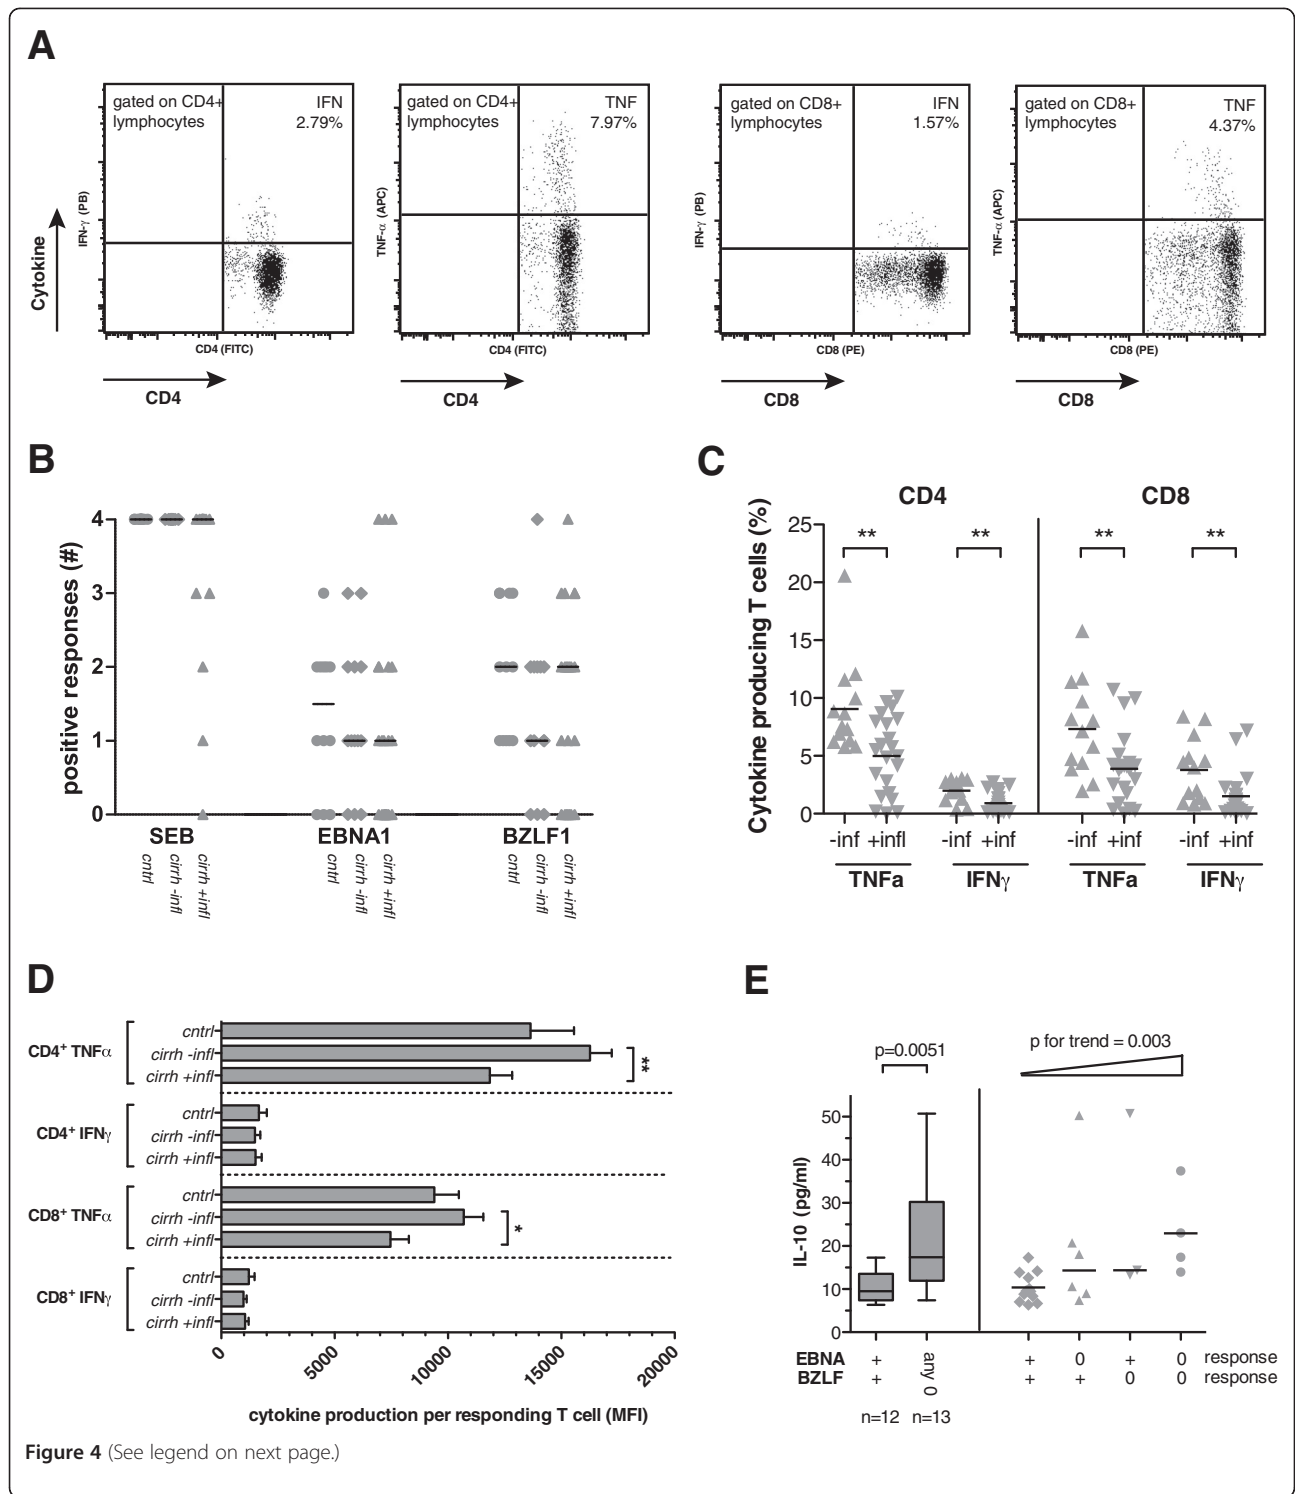 A
gated on CD4+
lymphocytes
IFN
2.79%
gated on CD4+
lymphocytes
TNF
7.97%
gated on CD8+
lymphocytes
IFN
1.57%
gated on CD8+
lymphocytes
TNF
4.37%
Cytokine
IFN-γ (PB)
TNF-α (APC)
IFN-γ (PB)
TNF-α (APC)
CD4 (FITC)
CD4 (FITC)
CD8 (PE)
CD8 (PE)
CD4
CD4
CD8
CD8
B
positive responses (#)
4
3
2
1
0
SEB
EBNA1
BZLF1
cntrl
cirrh -infl
cirrh +infl
cntrl
cirrh -infl
cirrh +infl
cntrl
cirrh -infl
cirrh +infl
C
CD4
CD8
Cytokine producing T cells (%)
25
20
15
10
5
0
**
**
**
**
-inf +infl
-inf +inf
-inf +inf
-inf +inf
TNFa
IFNγ
TNFa
IFNγ
D
CD4+ TNFα
cntrl
cirrh -infl
cirrh +infl
**
CD4+ IFNγ
cntrl
cirrh -infl
cirrh +infl
CD8+ TNFα
cntrl
cirrh -infl
cirrh +infl
*
CD8+ IFNγ
cntrl
cirrh -infl
cirrh +infl
0
5000
10000
15000
20000
cytokine production per responding T cell (MFI)
E
p=0.0051
p for trend = 0.003
IL-10 (pg/ml)
50
40
30
20
10
0
EBNA + any 0 + 0 + 0 response
BZLF + + + 0 0 response
n=12 n=13
Figure 4 (See legend on next page.)